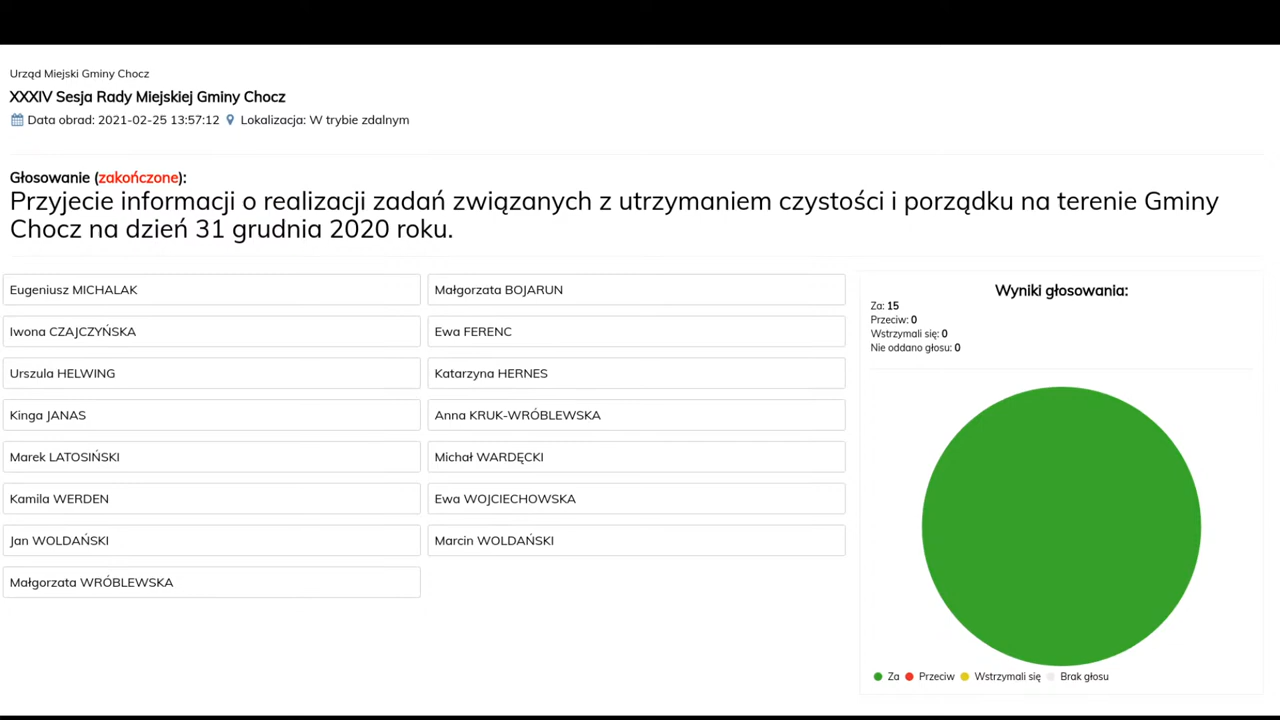 Urząd Miejski Gminy Chocz
XXXIV Sesja Rady Miejskiej Gminy Chocz
Data obrad: 2021-02-25 13:57:12 Lokalizacja: W trybie zdalnym
Głosowanie (zakończone):
Przyjecie informacji o realizacji zadań związanych z utrzymaniem czystości i porządku na terenie Gminy
Chocz na dzień 31 grudnia 2020 roku.
Eugeniusz MICHALAK
Małgorzata BOJARUN
Iwona CZAJCZYŃSKA
Ewa FERENC
Urszula HELWING
Katarzyna HERNES
Kinga JANAS
Anna KRUK-WRÓBLEWSKA
Marek LATOSIŃSKI
Michał WARDĘCKI
Kamila WERDEN
Ewa WOJCIECHOWSKA
Jan WOLDAŃSKI
Marcin WOLDAŃSKI
Małgorzata WRÓBLEWSKA
Wyniki głosowania:
Za: 15
Przeciw: 0
Wstrzymali się: 0
Nie oddano głosu: 0
Za Przeciw Wstrzymali się Brak głosu